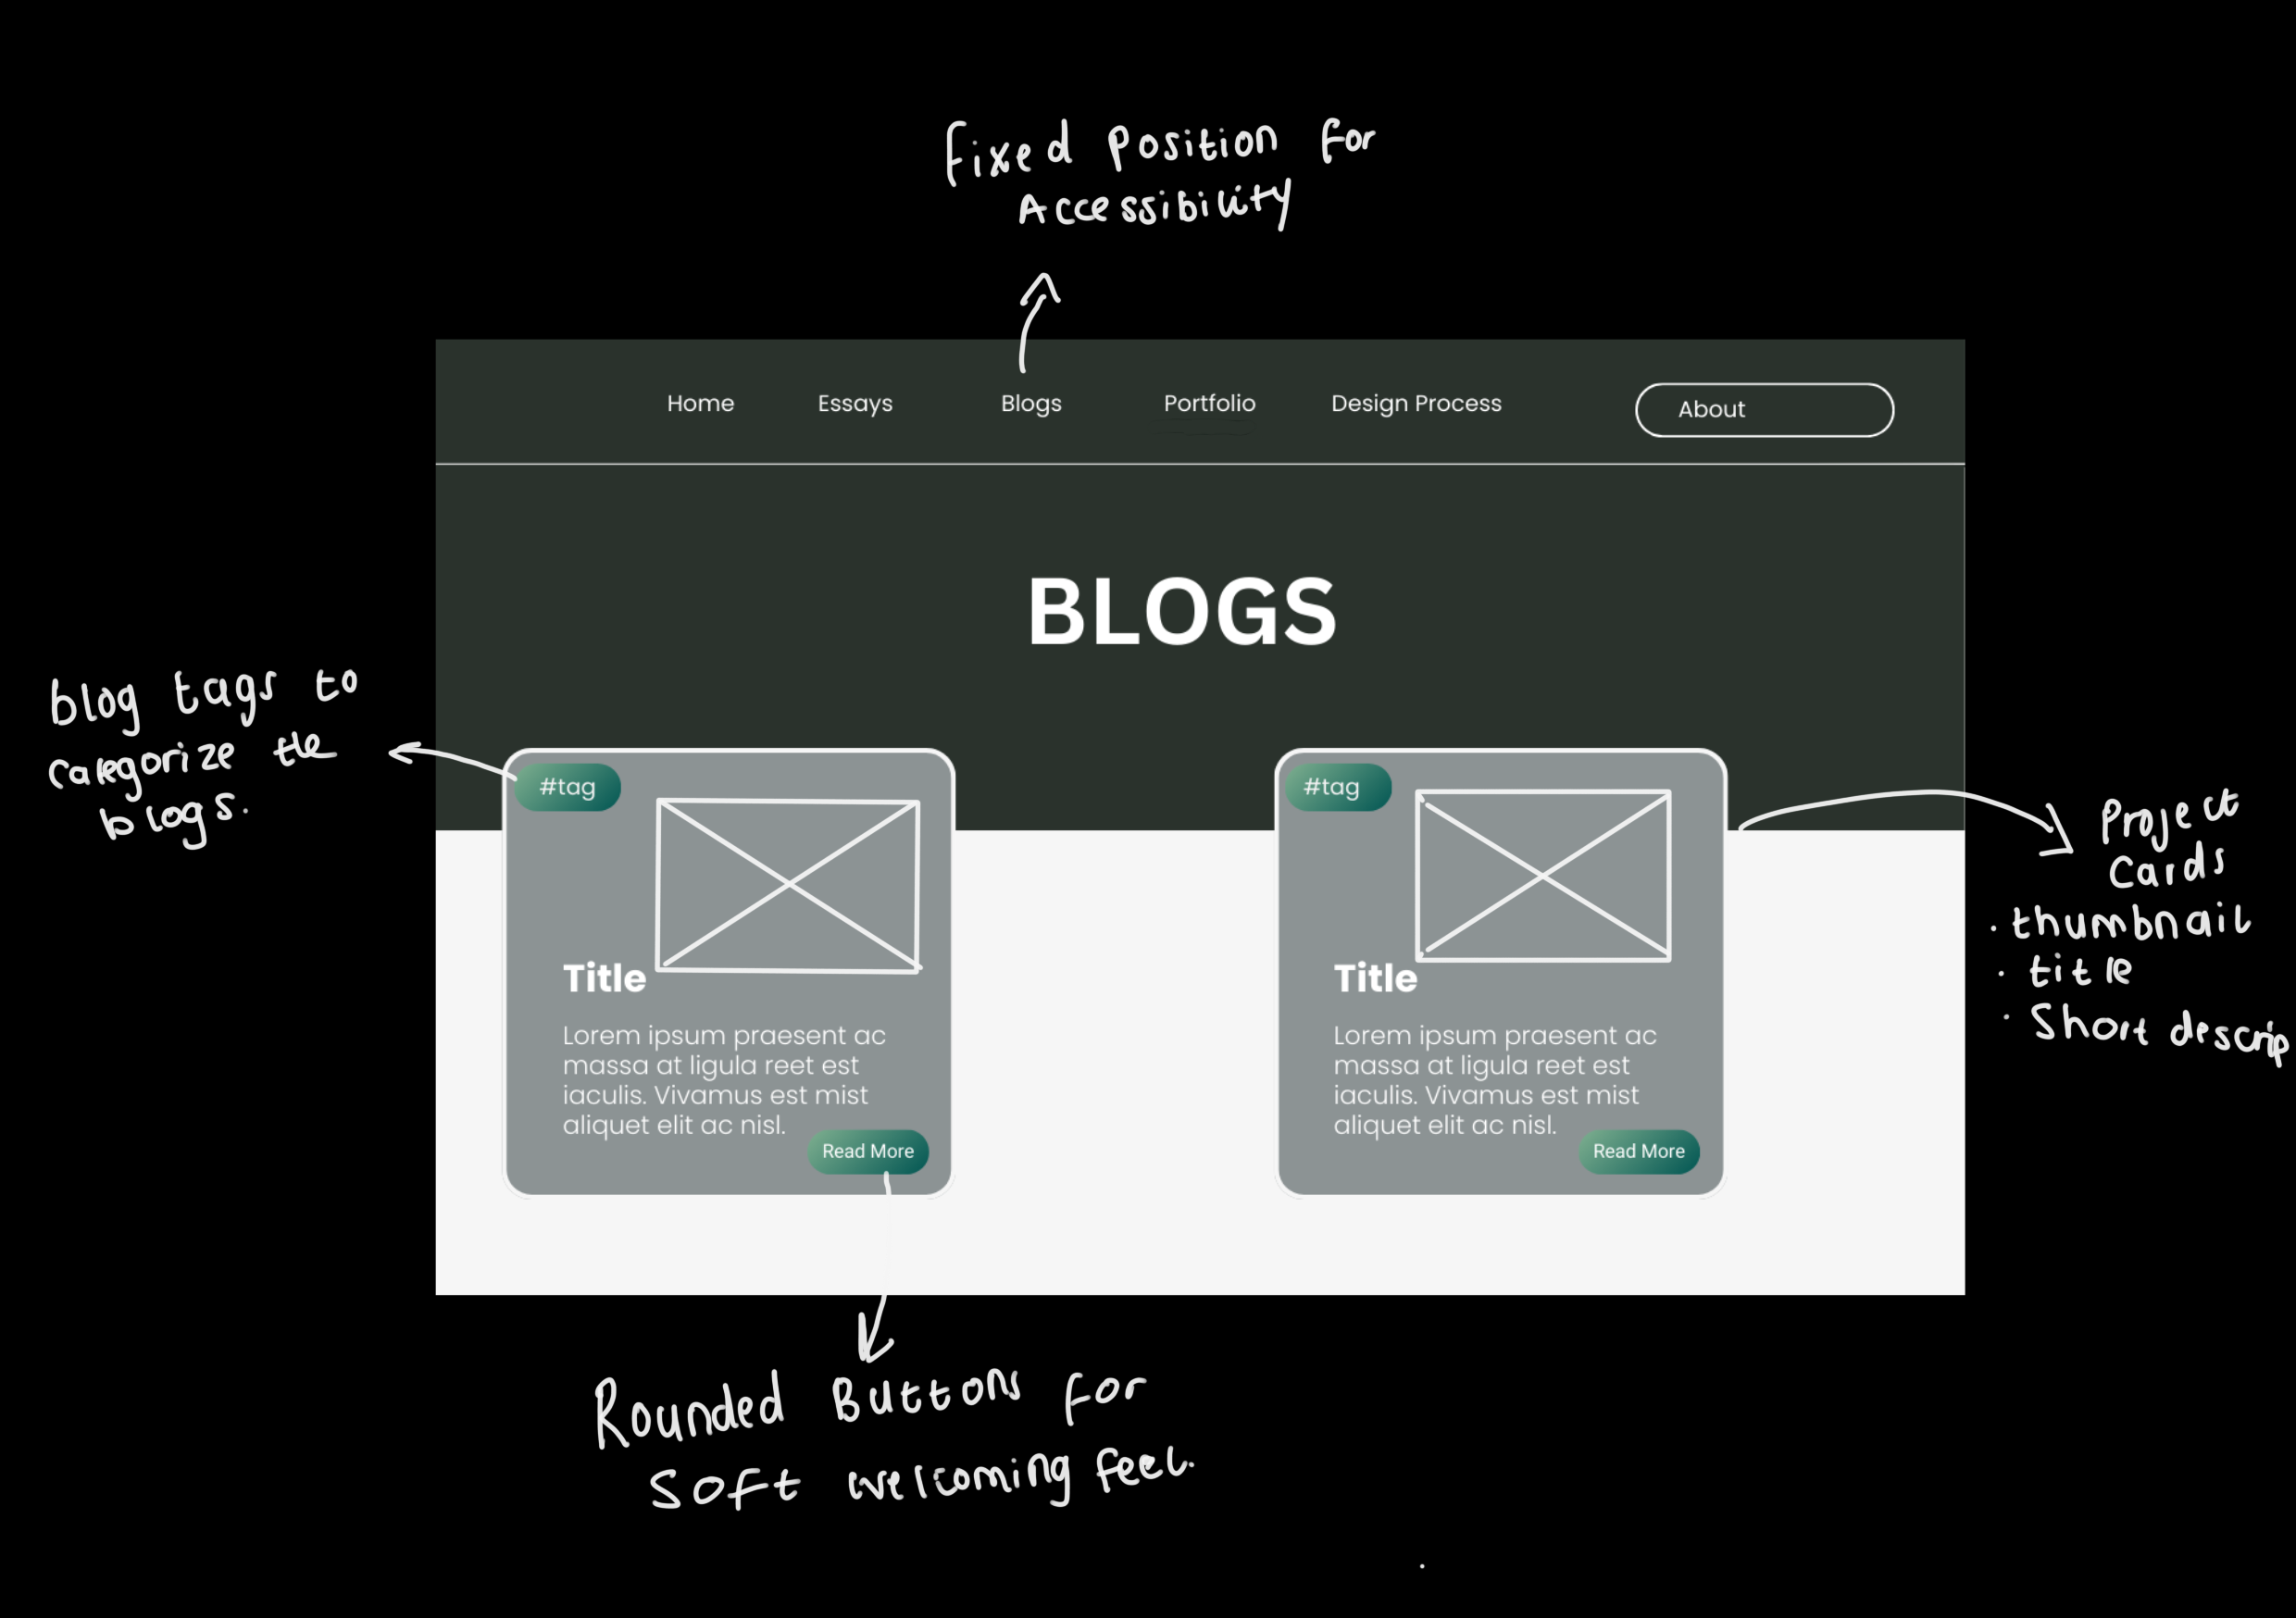 Fixed Position for
Accessibility
Home Essays Blogs Portfolio Design Process About
BLOGS
blog tags to
categorize the
blogs.
#tag
Title
Lorem ipsum praesent ac
massa at ligula reet est
iaculis. Vivamus est mist
aliquet elit ac nisl.
Read More
#tag
Title
Lorem ipsum praesent ac
massa at ligula reet est
iaculis. Vivamus est mist
aliquet elit ac nisl.
Read More
Project
Cards
· thumbnail
· title
· Short descrip
Rounded Buttons for
soft welcoming feel.